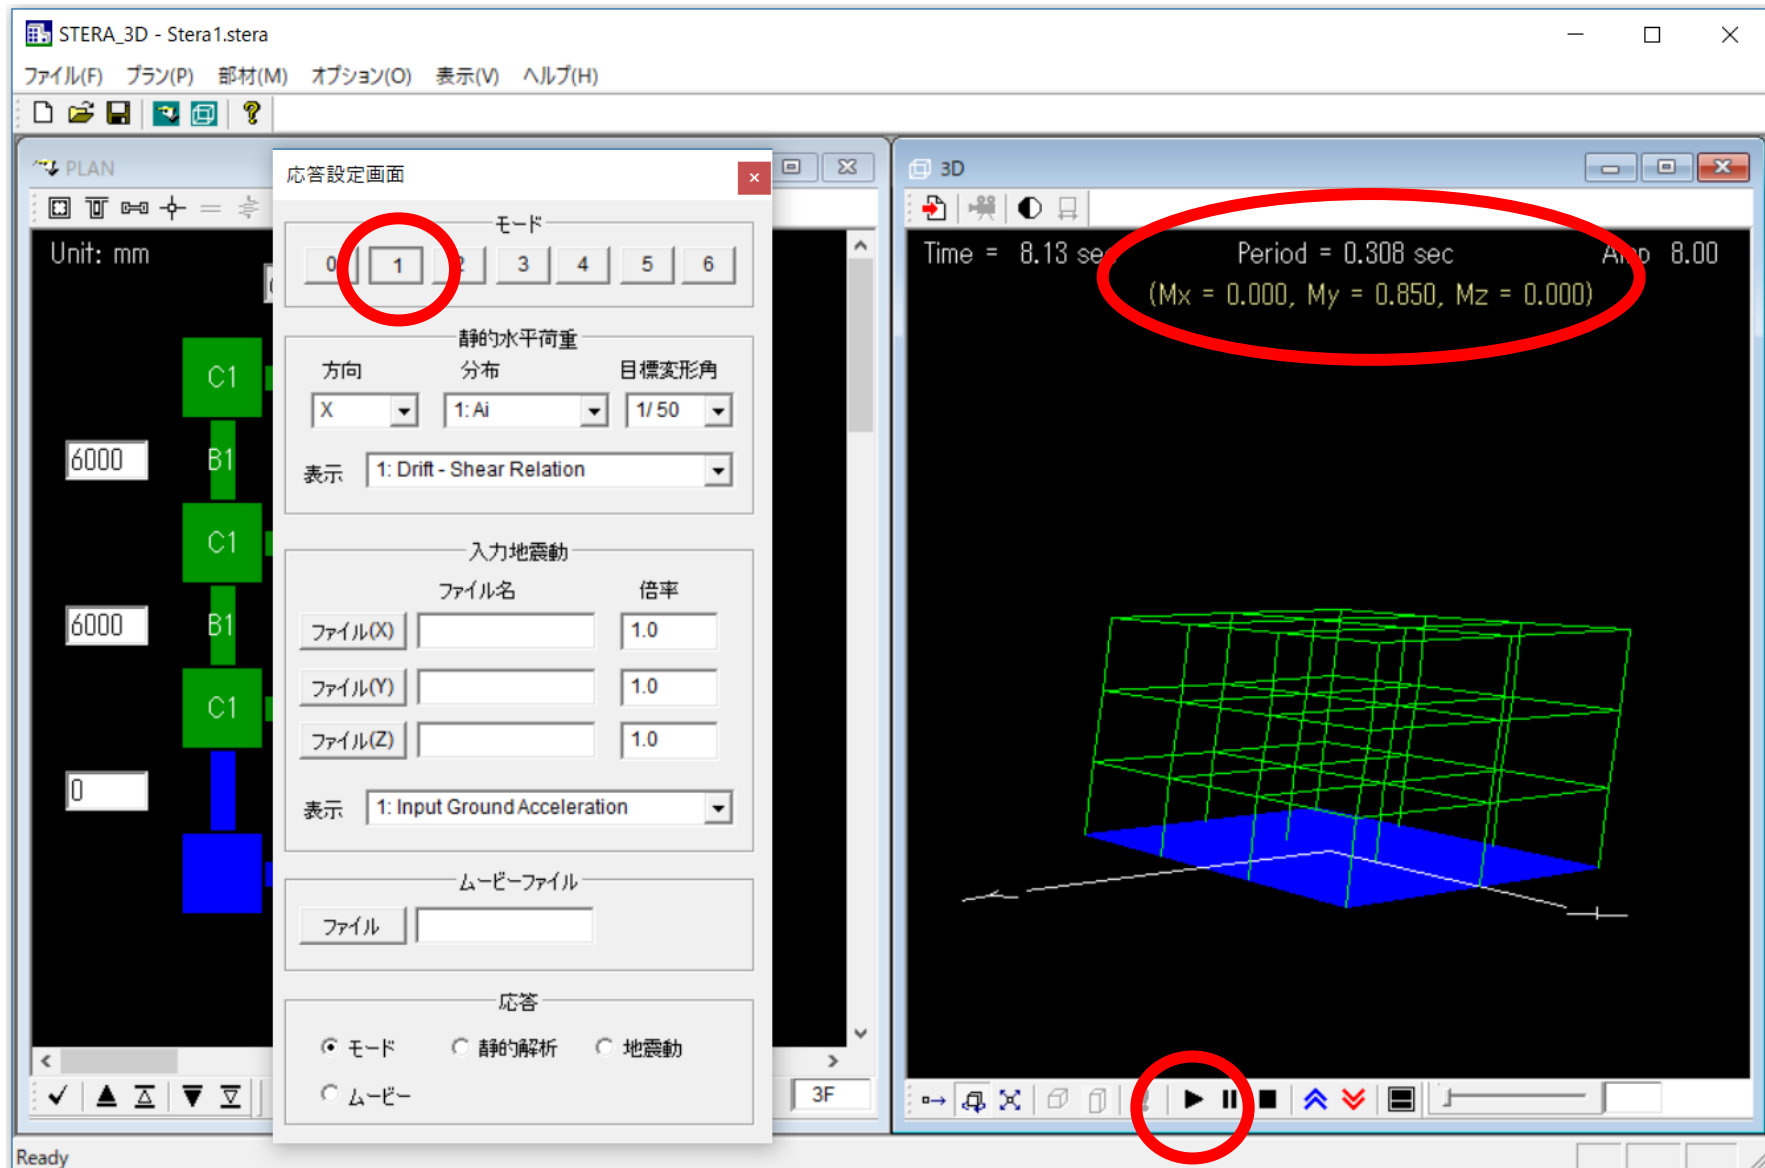 STERA_3D - Stera1.stera
ファイル(F) プラン(P) 部材(M) オプション(O) 表示(V) ヘルプ(H)
PLAN
Unit: mm
C1
6000
B1
C1
6000
B1
C1
0
3F
応答設定画面
モード
0 1 2 3 4 5 6
静的水平荷重
方向 分布 目標変形角
X 1: Ai 1/ 50
表示 1: Drift - Shear Relation
入力地震動
ファイル名 倍率
ファイル(X) 1.0
ファイル(Y) 1.0
ファイル(Z) 1.0
表示 1: Input Ground Acceleration
ムービーファイル
ファイル
応答
モード 静的解析 地震動
ムービー
3D
Time = 8.13 sec Period = 0.308 sec Amp 8.00
(Mx = 0.000, My = 0.850, Mz = 0.000)
Ready